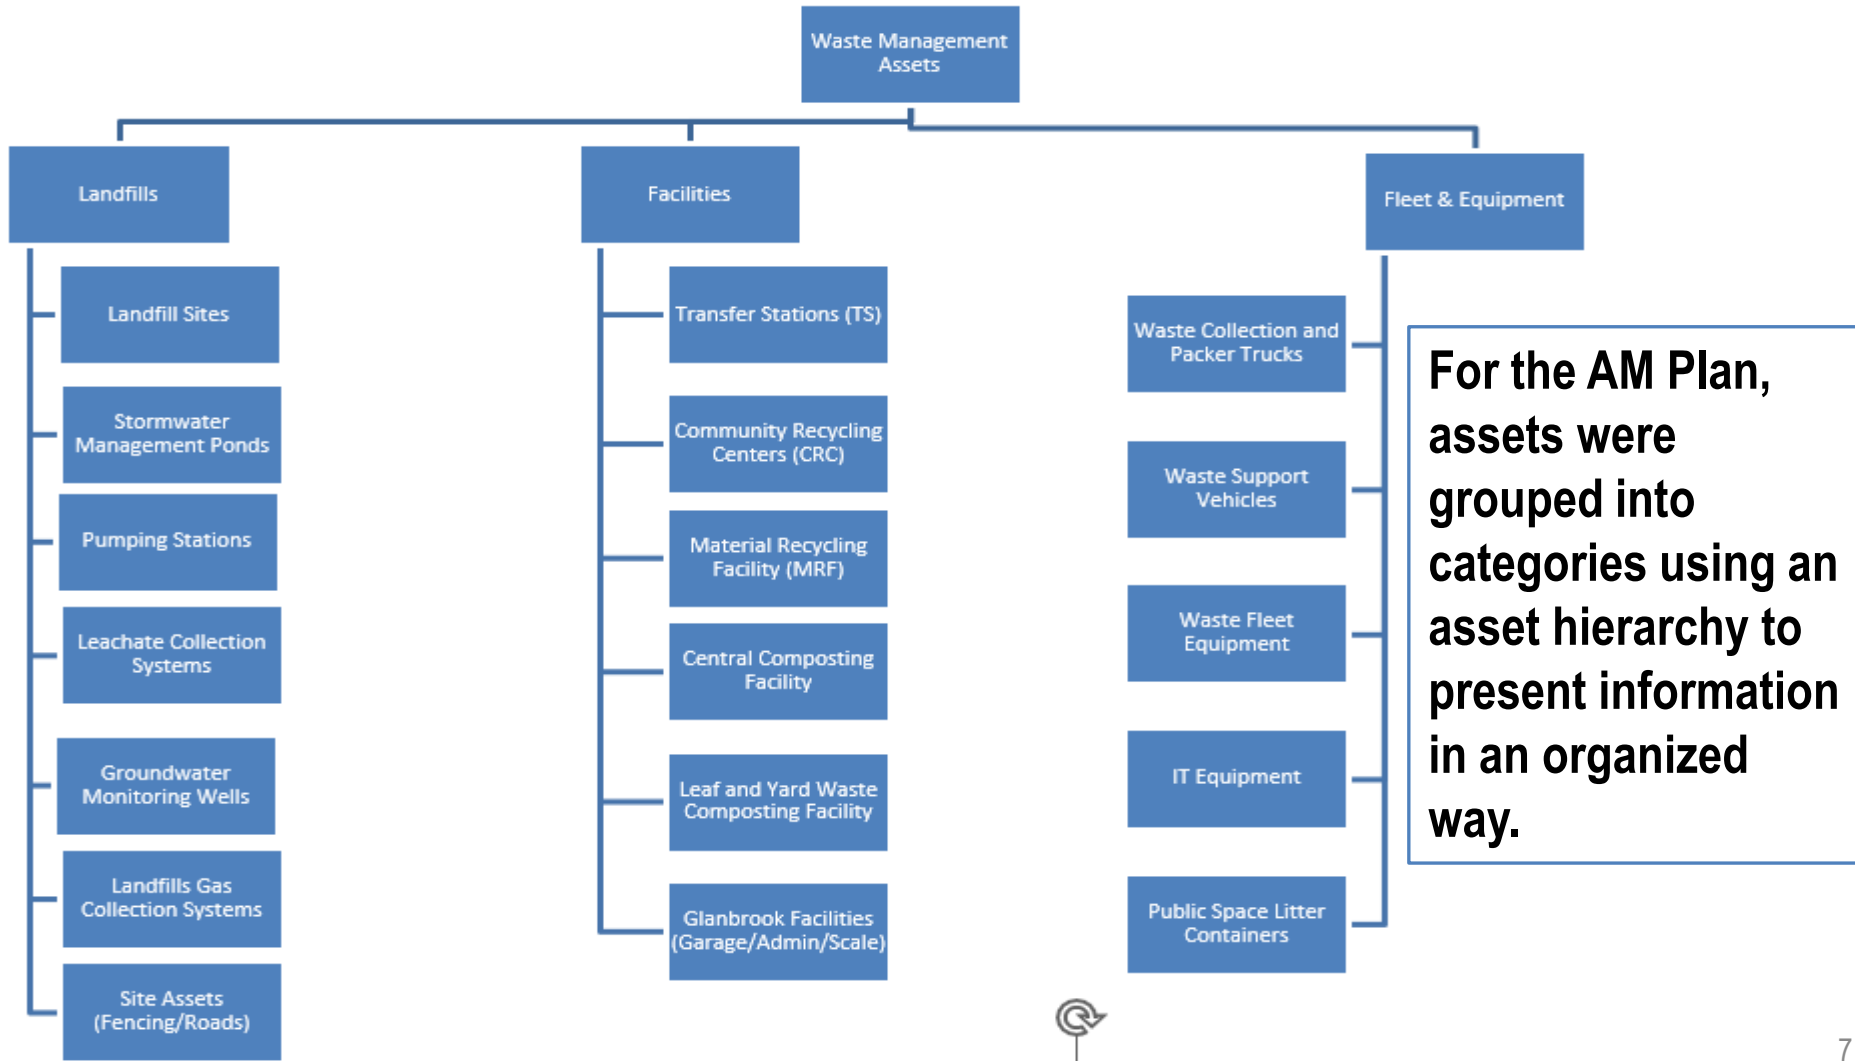 Waste Management
Assets
Landfills
Landfill Sites
Stormwater
Management Ponds
Pumping Stations
Leachate Collection
Systems
Groundwater
Monitoring Wells
Landfills Gas
Collection Systems
Site Assets
(Fencing/Roads)
Facilities
Transfer Stations (TS)
Community Recycling
Centers (CRC)
Material Recycling
Facility (MRF)
Central Composting
Facility
Leaf and Yard Waste
Composting Facility
Glanbrook Facilities
(Garage/Admin/Scale)
Fleet & Equipment
Waste Collection and
Packer Trucks
Waste Support
Vehicles
Waste Fleet
Equipment
IT Equipment
Public Space Litter
Containers
For the AM Plan,
assets were
grouped into
categories using an
asset hierarchy to
present information
in an organized
way.
7